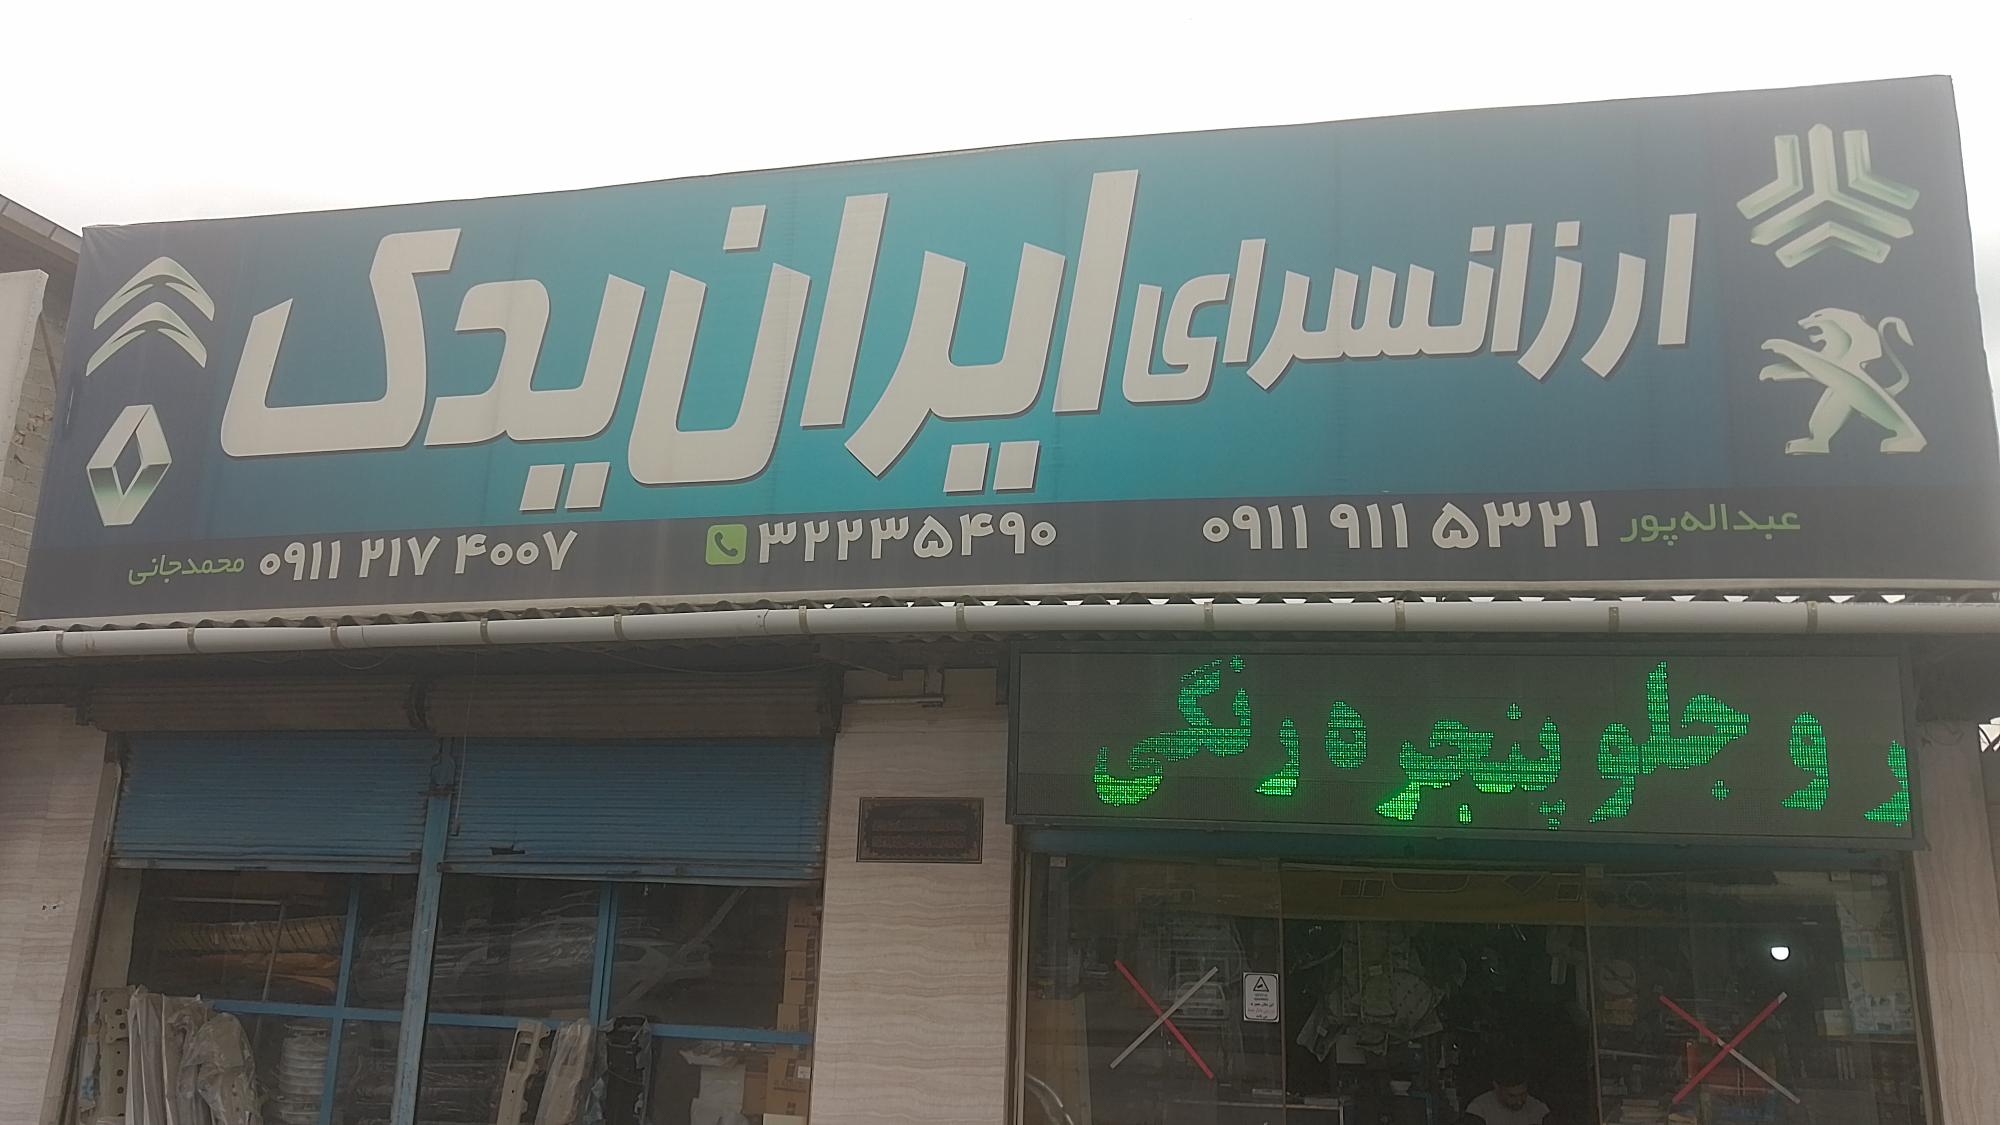 ارزانسرای ایران یدک
عبداله‌پور ۰۹۱۱ ۹۱۱ ۵۳۲۱
۳۲۲۳۵۴۹۰
۰۹۱۱ ۲۱۷ ۴۰۰۷ محمدجانی
ر و جلو پنجره رنگی